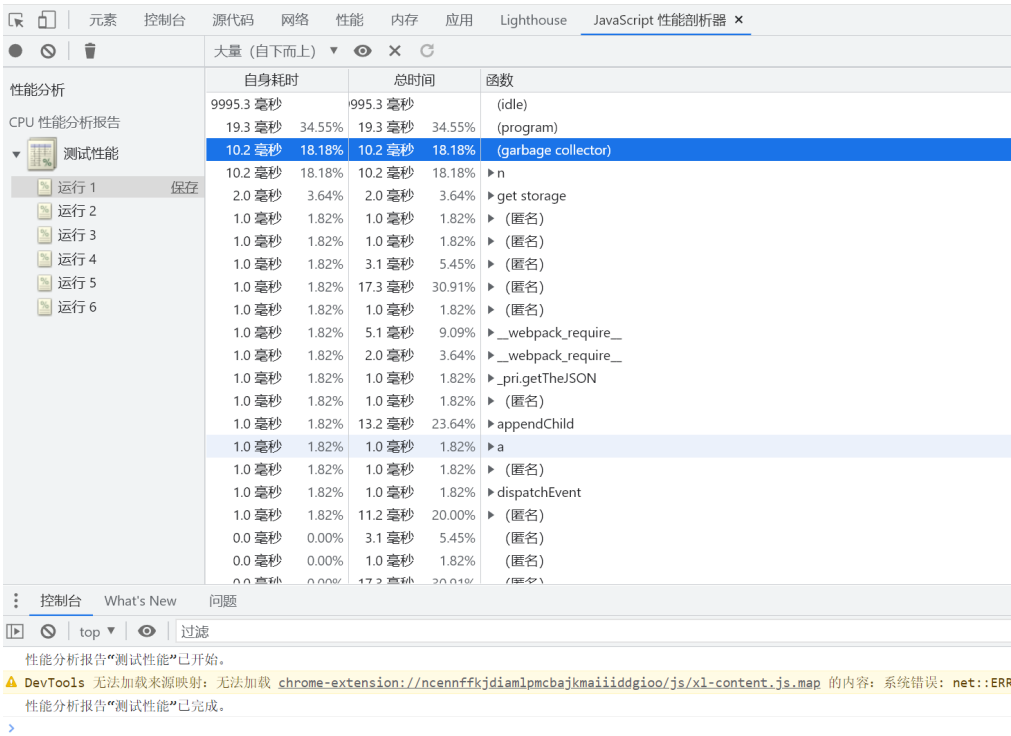 元素 控制台 源代码 网络 性能 内存 应用 Lighthouse JavaScript 性能剖析器 ×
大量（自下而上） ▼
性能分析
CPU 性能分析报告
测试性能
运行 1 保存
运行 2
运行 3
运行 4
运行 5
运行 6
自身耗时 总时间 函数
9995.3 毫秒 9995.3 毫秒 (idle)
19.3 毫秒 34.55% 19.3 毫秒 34.55% (program)
10.2 毫秒 18.18% 10.2 毫秒 18.18% (garbage collector)
10.2 毫秒 18.18% 10.2 毫秒 18.18% n
2.0 毫秒 3.64% 2.0 毫秒 3.64% get storage
1.0 毫秒 1.82% 1.0 毫秒 1.82% （匿名）
1.0 毫秒 1.82% 1.0 毫秒 1.82% （匿名）
1.0 毫秒 1.82% 3.1 毫秒 5.45% （匿名）
1.0 毫秒 1.82% 17.3 毫秒 30.91% （匿名）
1.0 毫秒 1.82% 1.0 毫秒 1.82% （匿名）
1.0 毫秒 1.82% 5.1 毫秒 9.09% __webpack_require__
1.0 毫秒 1.82% 2.0 毫秒 3.64% __webpack_require__
1.0 毫秒 1.82% 1.0 毫秒 1.82% _pri.getTheJSON
1.0 毫秒 1.82% 1.0 毫秒 1.82% （匿名）
1.0 毫秒 1.82% 13.2 毫秒 23.64% appendChild
1.0 毫秒 1.82% 1.0 毫秒 1.82% a
1.0 毫秒 1.82% 1.0 毫秒 1.82% （匿名）
1.0 毫秒 1.82% 1.0 毫秒 1.82% dispatchEvent
1.0 毫秒 1.82% 11.2 毫秒 20.00% （匿名）
0.0 毫秒 0.00% 3.1 毫秒 5.45% （匿名）
0.0 毫秒 0.00% 1.0 毫秒 1.82% （匿名）
0.0 毫秒 0.00% 17.3 毫秒 30.91% （匿名）
控制台 What's New 问题
top ▼ 过滤
性能分析报告“测试性能”已开始。
DevTools 无法加载来源映射：无法加载 chrome-extension://ncennffkjdiamlpmcbajkmaiiiddgioo/js/xl-content.js.map 的内容：系统错误：net::ERR
性能分析报告“测试性能”已完成。